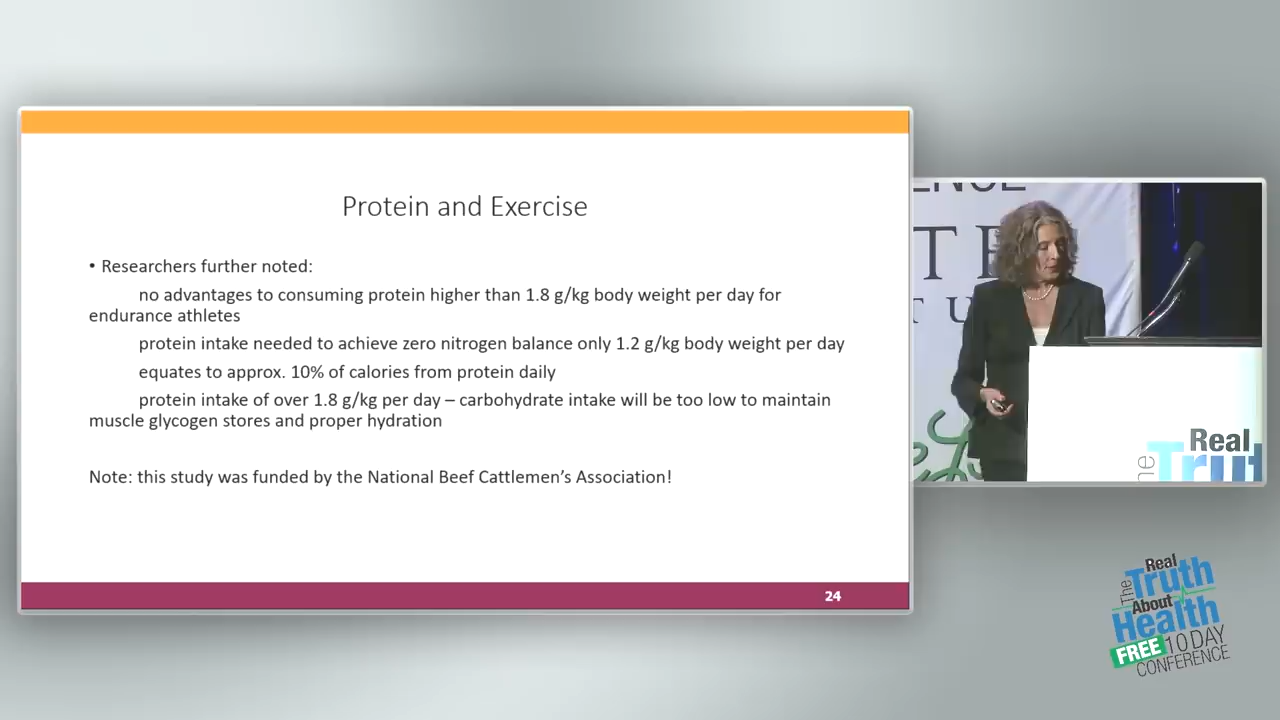 Protein and Exercise
• Researchers further noted:
no advantages to consuming protein higher than 1.8 g/kg body weight per day for
endurance athletes
protein intake needed to achieve zero nitrogen balance only 1.2 g/kg body weight per day
equates to approx. 10% of calories from protein daily
protein intake of over 1.8 g/kg per day – carbohydrate intake will be too low to maintain
muscle glycogen stores and proper hydration
Note: this study was funded by the National Beef Cattlemen's Association!
24
Real
The Real
Truth
About
Health
FREE 10 DAY
CONFERENCE